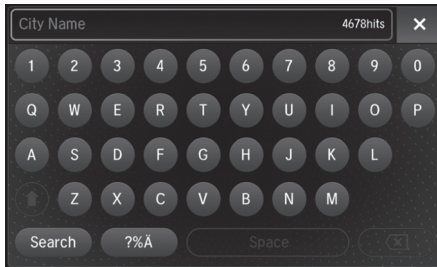 City Name 4678hits ×
1 2 3 4 5 6 7 8 9 0
Q W E R T Y U I O P
A S D F G H J K L
Z X C V B N M
Search ?%Ä Space